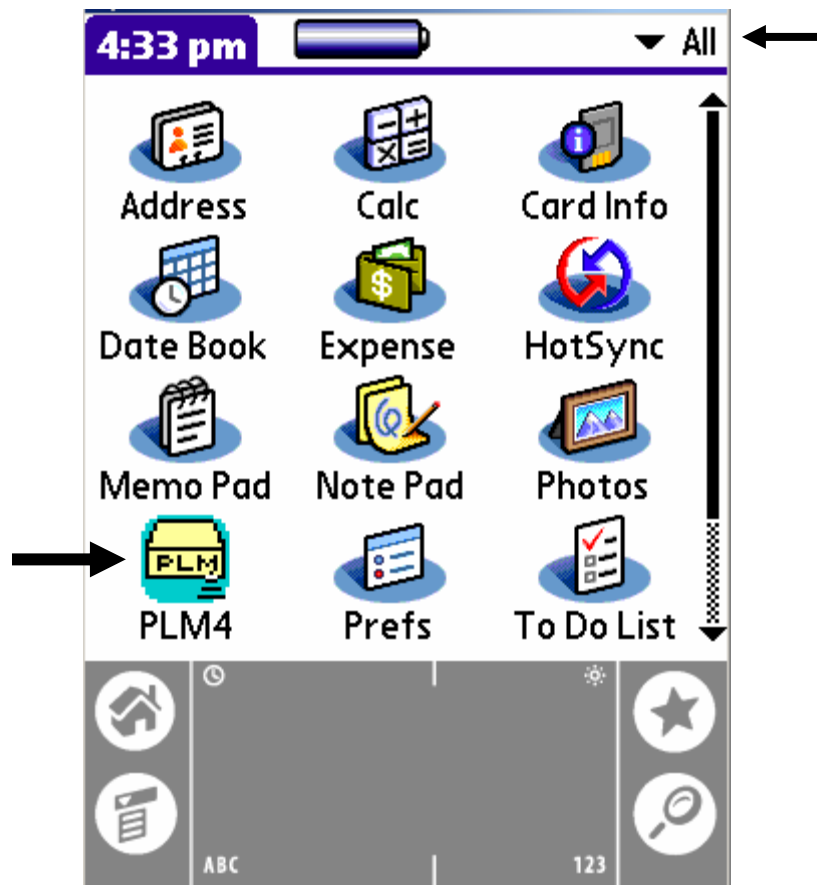 4:33 pm All
Address Calc Card Info
Date Book Expense HotSync
Memo Pad Note Pad Photos
PLM
PLM4 Prefs To Do List
ABC 123